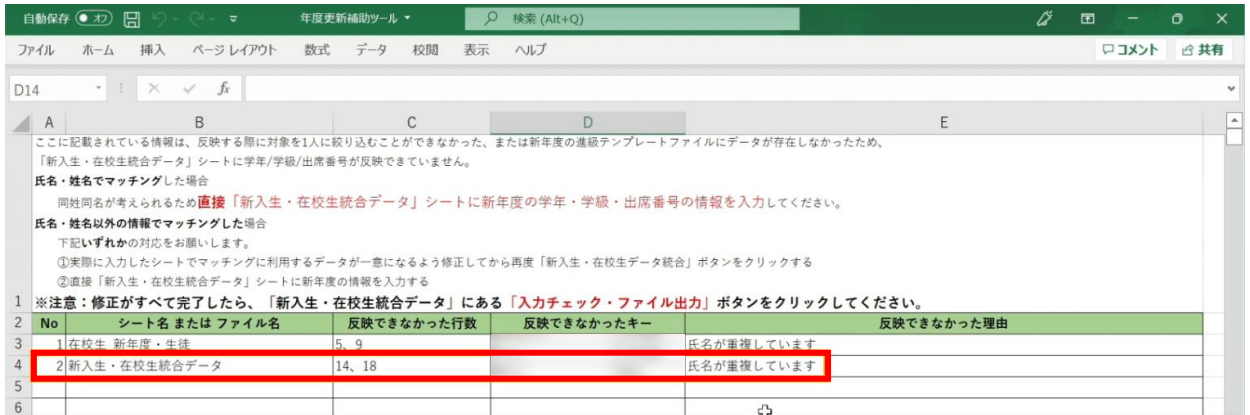 自動保存 オフ 年度更新補助ツール 検索 (Alt+Q)
ファイル ホーム 挿入 ページ レイアウト 数式 データ 校閲 表示 ヘルプ コメント 共有
D14 fx
A B C D E
ここに記載されている情報は、反映する際に対象を1人に絞り込むことができなかった、または新年度の進級テンプレートファイルにデータが存在しなかったため、
「新入生・在校生統合データ」シートに学年/学級/出席番号が反映できていません。
氏名・姓名でマッチングした場合
同姓同名が考えられるため直接「新入生・在校生統合データ」シートに新年度の学年・学級・出席番号の情報を入力してください。
氏名・姓名以外の情報でマッチングした場合
下記いずれかの対応をお願いします。
①実際に入力したシートでマッチングに利用するデータが一意になるよう修正してから再度「新入生・在校生データ統合」ボタンをクリックする
②直接「新入生・在校生統合データ」シートに新年度の情報を入力する
1 ※注意：修正がすべて完了したら、「新入生・在校生統合データ」にある「入力チェック・ファイル出力」ボタンをクリックしてください。
2 No シート名 または ファイル名 反映できなかった行数 反映できなかったキー 反映できなかった理由
3 1 在校生_新年度・生徒 5、9 氏名が重複しています
4 2 新入生・在校生統合データ 14、18 氏名が重複しています
5
6